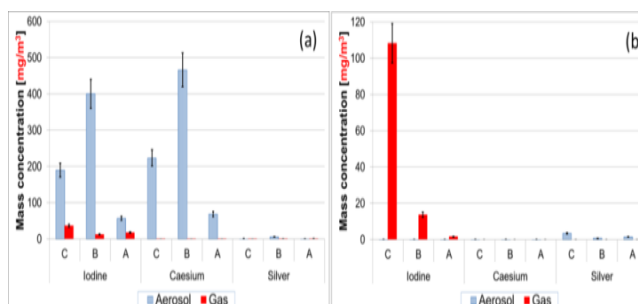 (a)
Mass concentration [mg/m³]
600
500
400
300
200
100
0
C B A C B A C B A
Iodine Caesium Silver
Aerosol Gas
(b)
Mass concentration [mg/m³]
120
100
80
60
40
20
0
C B A C B A C B A
Iodine Caesium Silver
Aerosol Gas